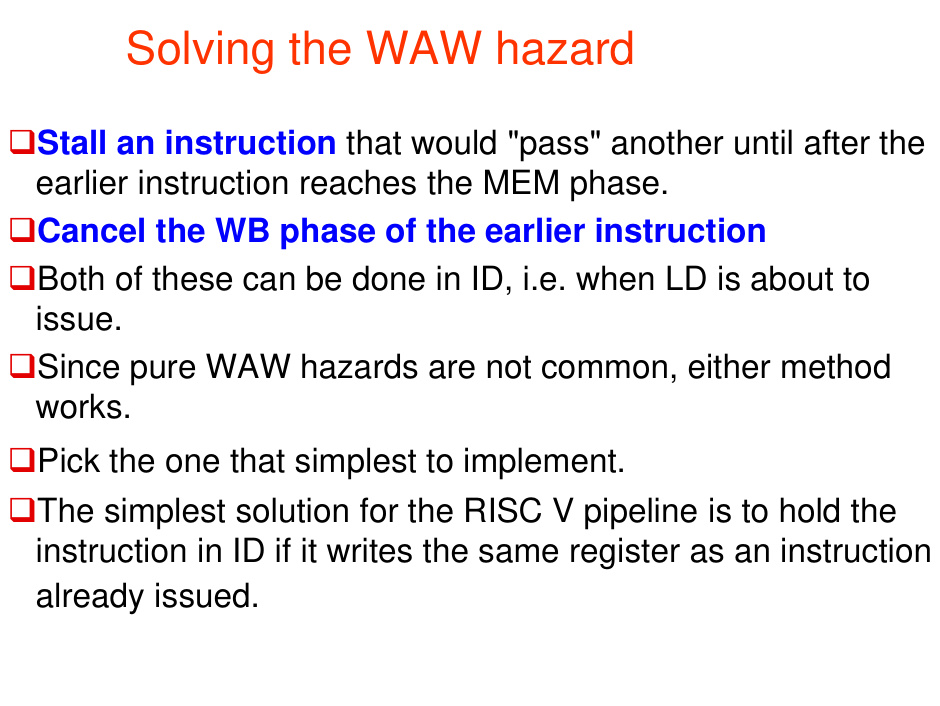 Solving the WAW hazard
❑Stall an instruction that would "pass" another until after the
earlier instruction reaches the MEM phase.
❑Cancel the WB phase of the earlier instruction
❑Both of these can be done in ID, i.e. when LD is about to
issue.
❑Since pure WAW hazards are not common, either method
works.
❑Pick the one that simplest to implement.
❑The simplest solution for the RISC V pipeline is to hold the
instruction in ID if it writes the same register as an instruction
already issued.